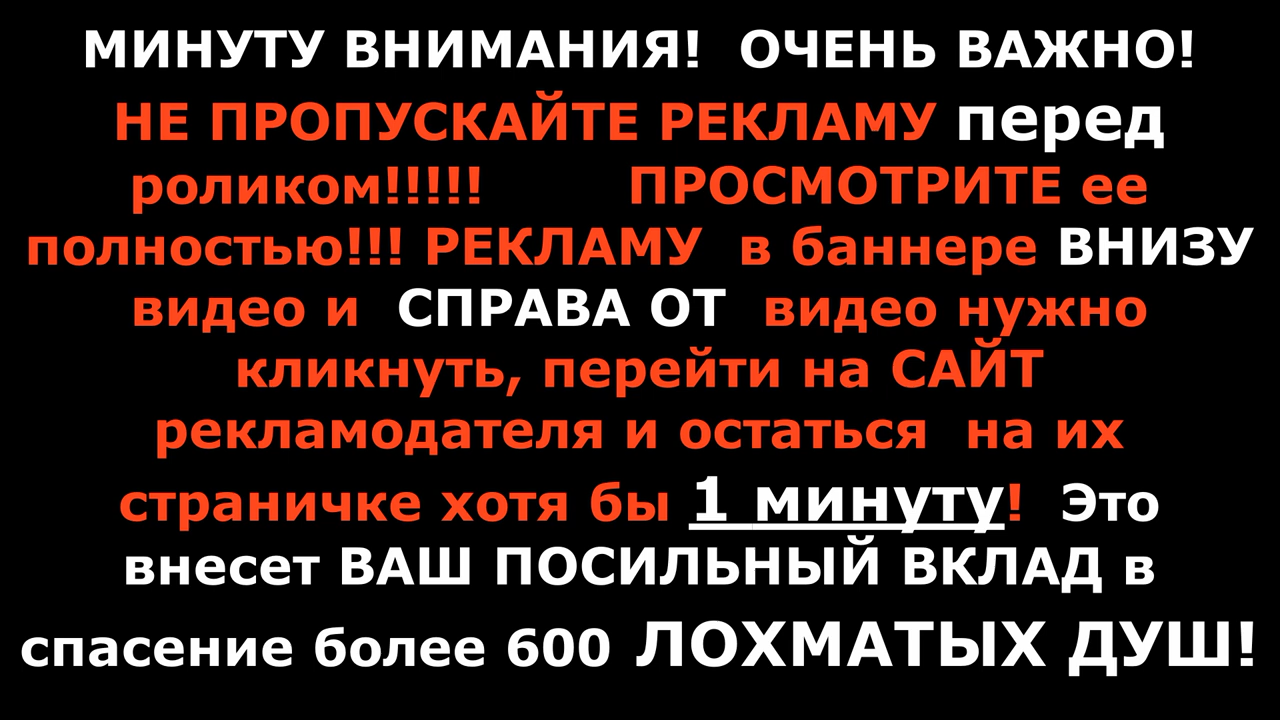 МИНУТУ ВНИМАНИЯ! ОЧЕНЬ ВАЖНО!
НЕ ПРОПУСКАЙТЕ РЕКЛАМУ перед
роликом!!!!! ПРОСМОТРИТЕ ее
полностью!!! РЕКЛАМУ в баннере ВНИЗУ
видео и СПРАВА ОТ видео нужно
кликнуть, перейти на САЙТ
рекламодателя и остаться на их
страничке хотя бы 1 минуту! Это
внесет ВАШ ПОСИЛЬНЫЙ ВКЛАД в
спасение более 600 ЛОХМАТЫХ ДУШ!